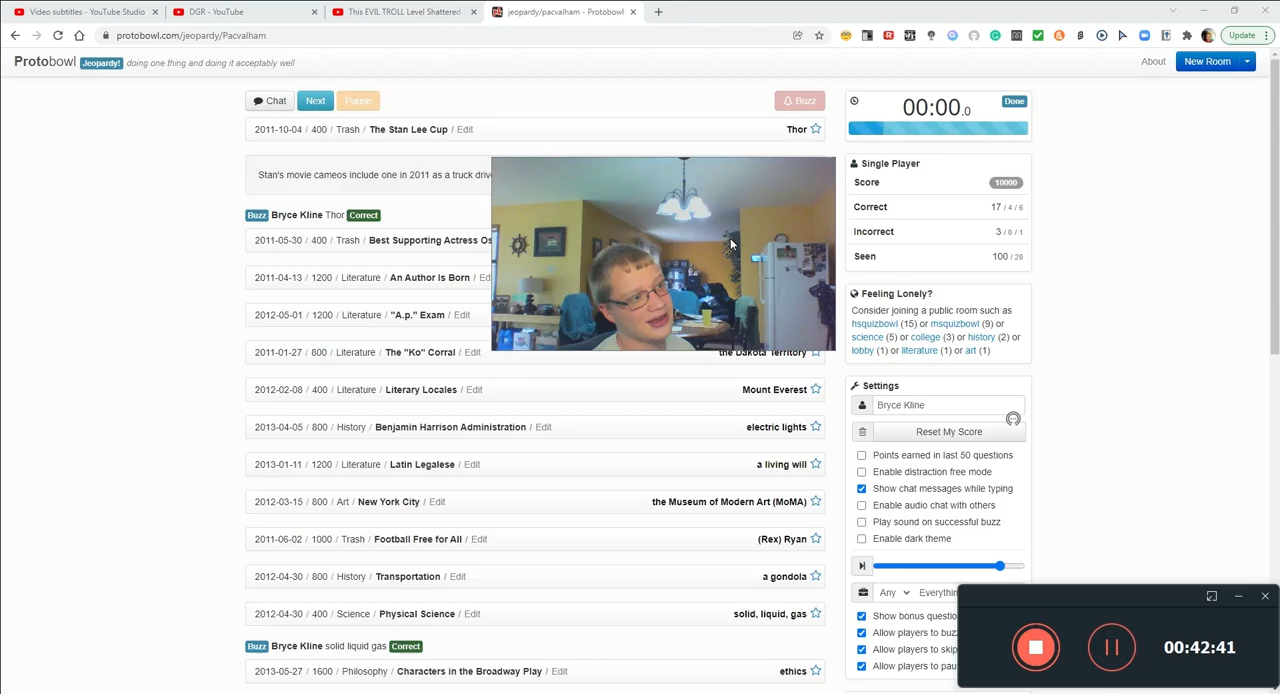 Video subtitles - YouTube Studio
DGR - YouTube
This EVIL TROLL Level Shattered
jeopardy/pacvalham - Protobowl
protobowl.com/jeopardy/Pacvalham
Update
Protobowl Jeopardy! doing one thing and doing it acceptably well
About
New Room
Chat
Next
Pause
Buzz
2011-10-04 / 400 / Trash / The Stan Lee Cup / Edit
Thor
Stan's movie cameos include one in 2011 as a truck
Buzz Bryce Kline Thor Correct
2011-05-30 / 400 / Trash / Best Supporting Actress Os
2011-04-13 / 1200 / Literature / An Author Is Born /
2012-05-01 / 1200 / Literature / "A.p." Exam / Edit
2011-01-27 / 800 / Literature / The "Ko" Corral / Edit
the Dakota Territory
2012-02-08 / 400 / Literature / Literary Locales / Edit
Mount Everest
2013-04-05 / 800 / History / Benjamin Harrison Administration / Edit
electric lights
2013-01-11 / 1200 / Literature / Latin Legalese / Edit
a living will
2012-03-15 / 800 / Art / New York City / Edit
the Museum of Modern Art (MoMA)
2011-06-02 / 1000 / Trash / Football Free for All / Edit
(Rex) Ryan
2012-04-30 / 800 / History / Transportation / Edit
a gondola
2012-04-30 / 400 / Science / Physical Science / Edit
solid, liquid, gas
Buzz Bryce Kline solid liquid gas Correct
2013-05-27 / 1600 / Philosophy / Characters in the Broadway Play / Edit
ethics
00:00.0
Done
Single Player
Score 10000
Correct 17 / 4 / 6
Incorrect 3 / 0 / 1
Seen 100 / 20
Feeling Lonely?
Consider joining a public room such as
hsquizbowl (15) or msquizbowl (9) or
science (5) or college (3) or history (2) or
lobby (1) or literature (1) or art (1)
Settings
Bryce Kline
Reset My Score
Points earned in last 50 questions
Enable distraction free mode
Show chat messages while typing
Enable audio chat with others
Play sound on successful buzz
Enable dark theme
Any
Everythin
Show bonus questio
Allow players to buz
Allow players to skip
Allow players to pau
00:42:41